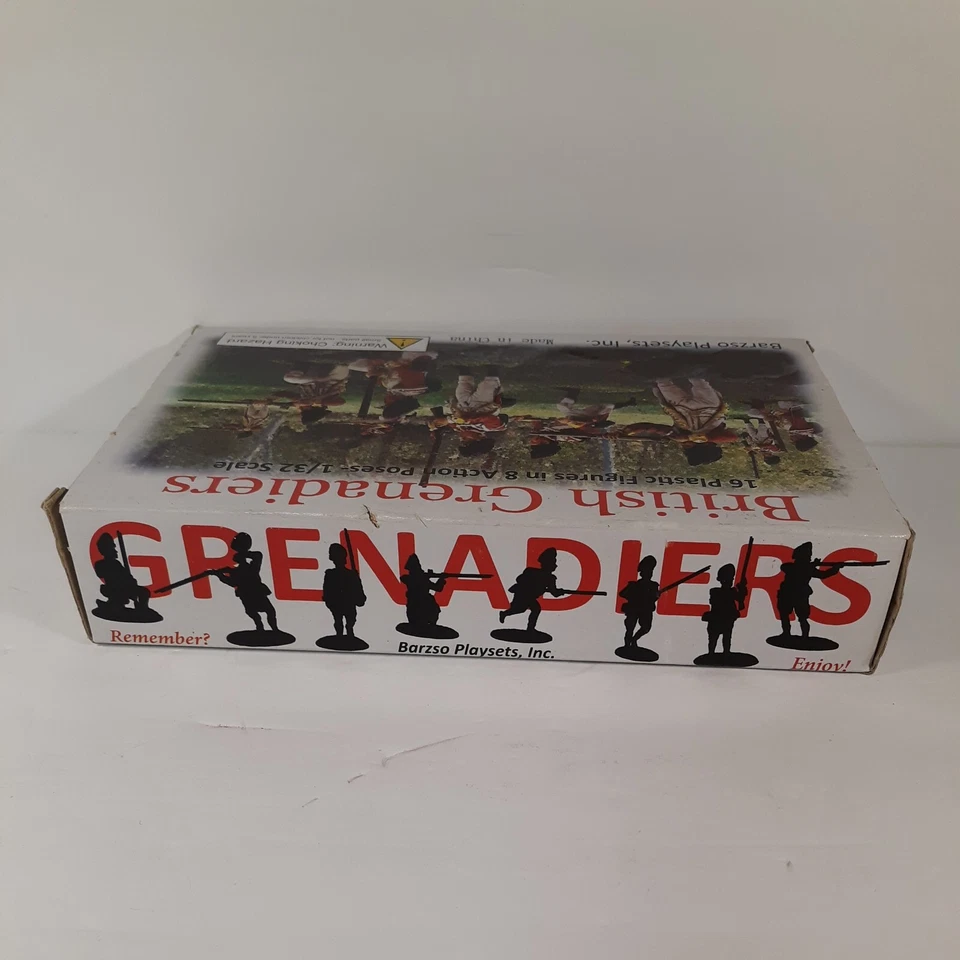 British Grenadiers
16 Plastic Figures in 8 Action Poses- 1/32 Scale
Barzso Playsets, Inc.
Made in China
Warning: Choking Hazard
GRENADIERS
Remember?
Barzso Playsets, Inc.
Enjoy!